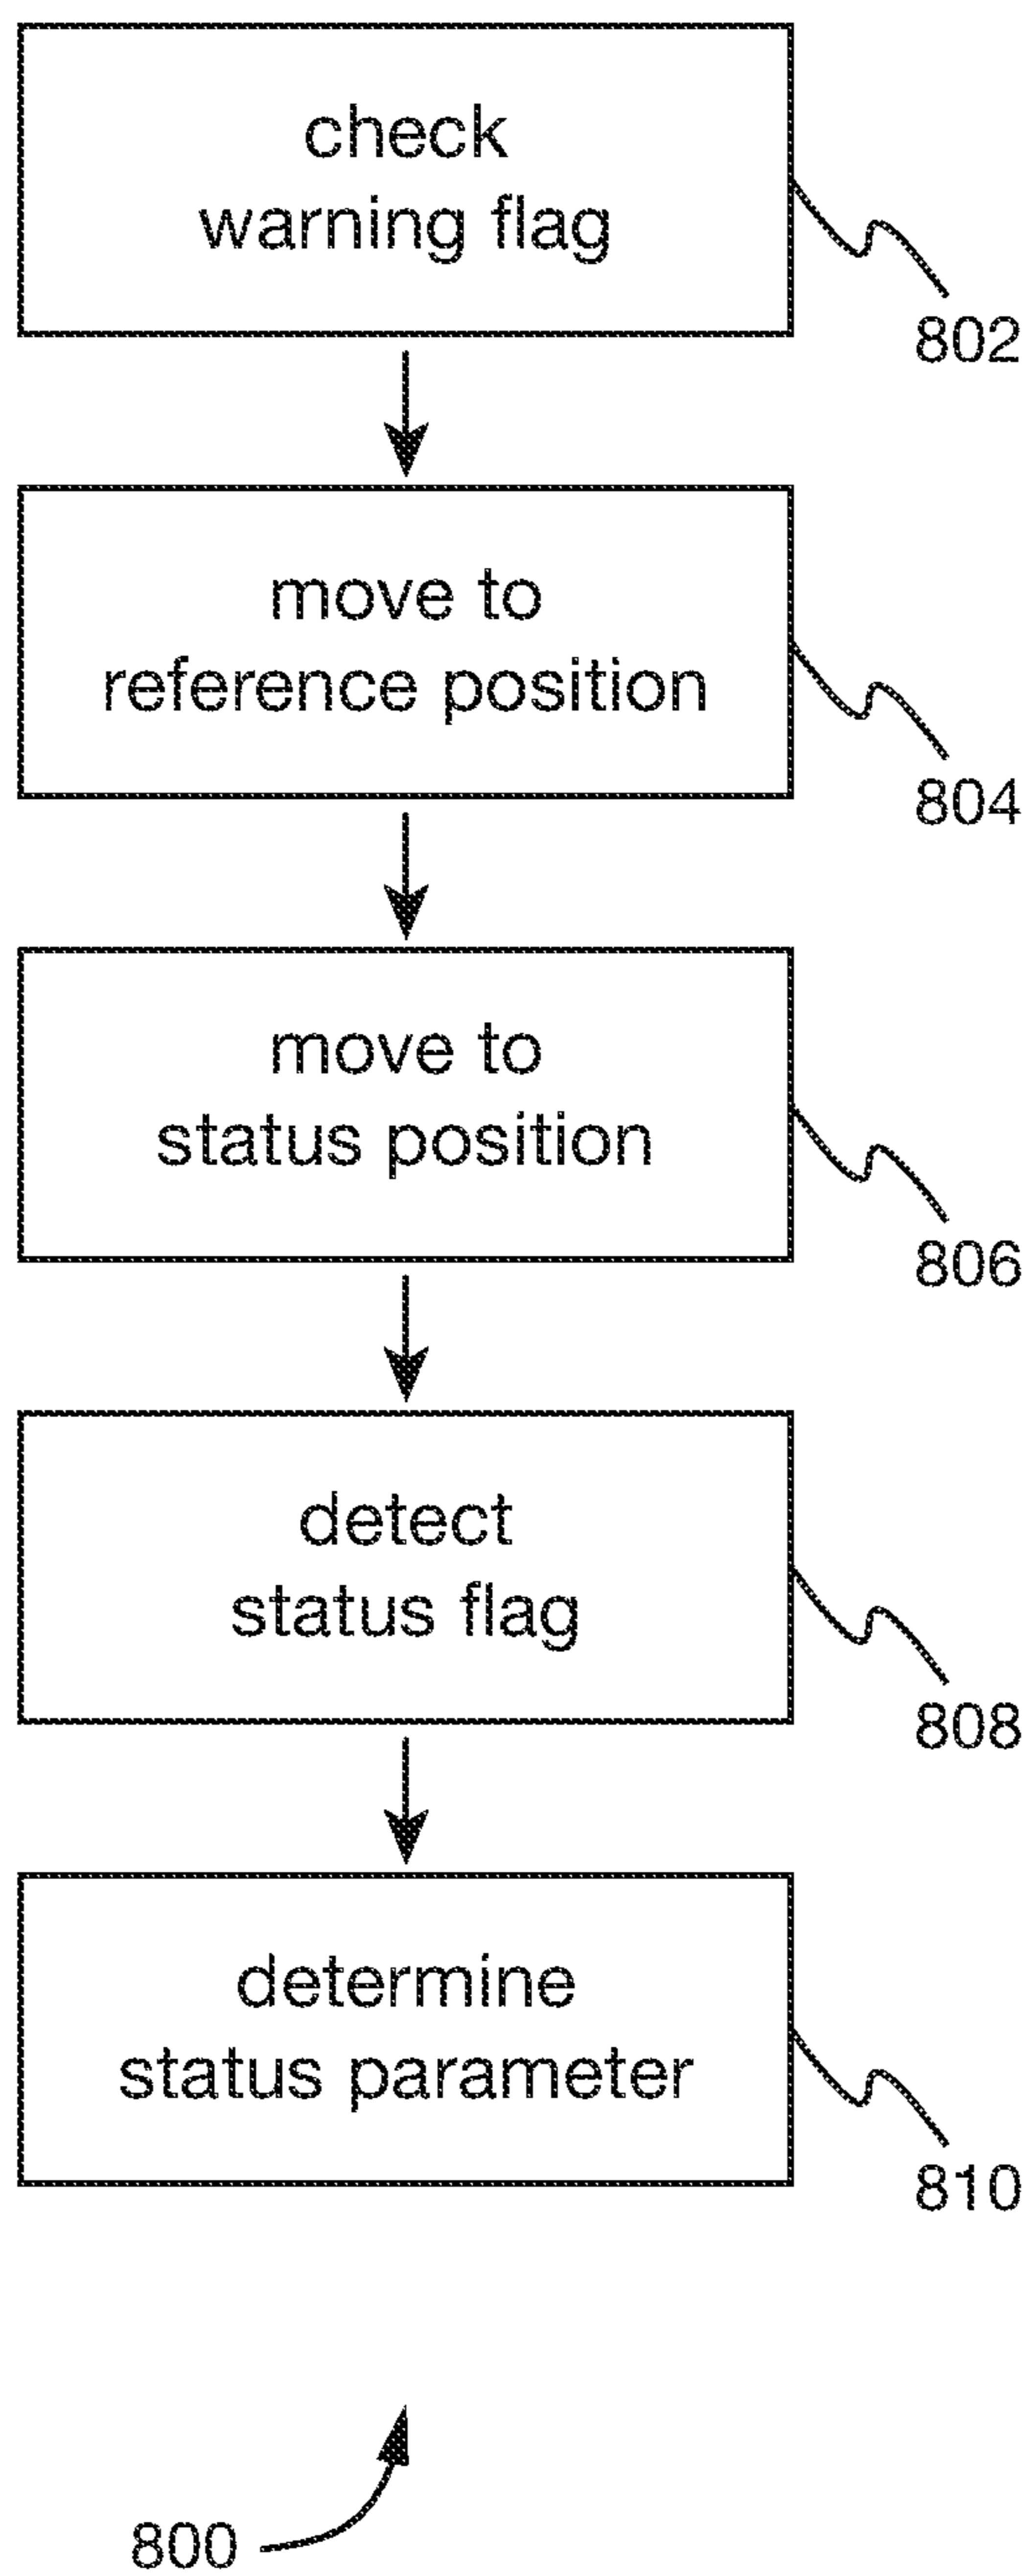 check
warning flag
802
move to
reference position
804
move to
status position
806
detect
status flag
808
determine
status parameter
810
800